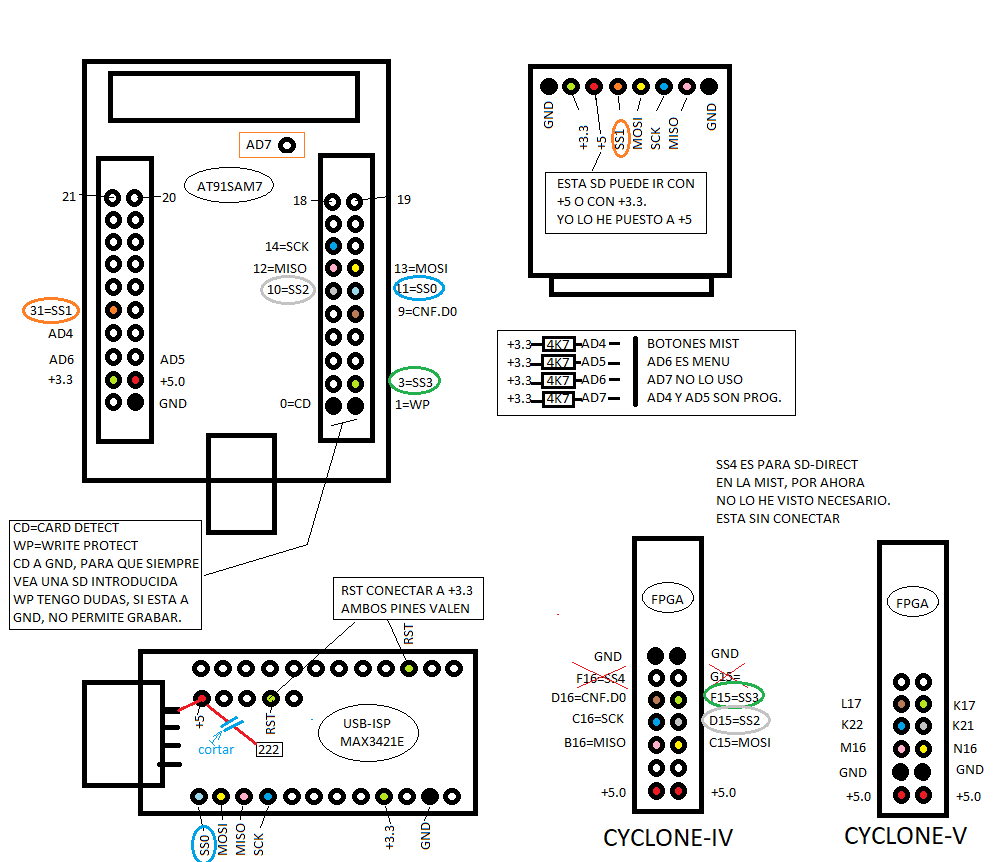 AD7
AT91SAM7
21
20
18
19
14=SCK
12=MISO
13=MOSI
10=SS2
11=SS0
9=CNF.D0
31=SS1
AD4
AD6
AD5
+3.3
+5.0
GND
3=SS3
0=CD
1=WP
GND
+3.3
+5
SS1
MOSI
SCK
MISO
GND
ESTA SD PUEDE IR CON
+5 O CON +3.3.
YO LO HE PUESTO A +5
+3.3 4K7 AD4
+3.3 4K7 AD5
+3.3 4K7 AD6
+3.3 4K7 AD7
BOTONES MIST
AD6 ES MENU
AD7 NO LO USO
AD4 Y AD5 SON PROG.
SS4 ES PARA SD-DIRECT
EN LA MIST, POR AHORA
NO LO HE VISTO NECESARIO.
ESTA SIN CONECTAR
CD=CARD DETECT
WP=WRITE PROTECT
CD A GND, PARA QUE SIEMPRE
VEA UNA SD INTRODUCIDA
WP TENGO DUDAS, SI ESTA A
GND, NO PERMITE GRABAR.
RST CONECTAR A +3.3
AMBOS PINES VALEN
RST
+5
RST
cortar
222
USB-ISP
MAX3421E
SS0
MOSI
MISO
SCK
+3.3
GND
FPGA
GND
GND
F16=SS4
G15=
D16=CNF.D0
F15=SS3
C16=SCK
D15=SS2
B16=MISO
C15=MOSI
+5.0
+5.0
CYCLONE-IV
FPGA
L17
K17
K22
K21
M16
N16
GND
GND
+5.0
+5.0
CYCLONE-V